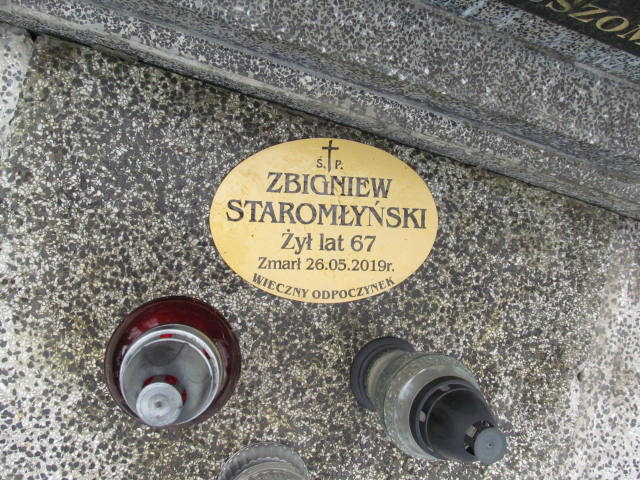 Ś. P.
ZBIGNIEW
STAROMŁYŃSKI
Żył lat 67
Zmarł 26.05.2019r.
WIECZNY ODPOCZYNEK